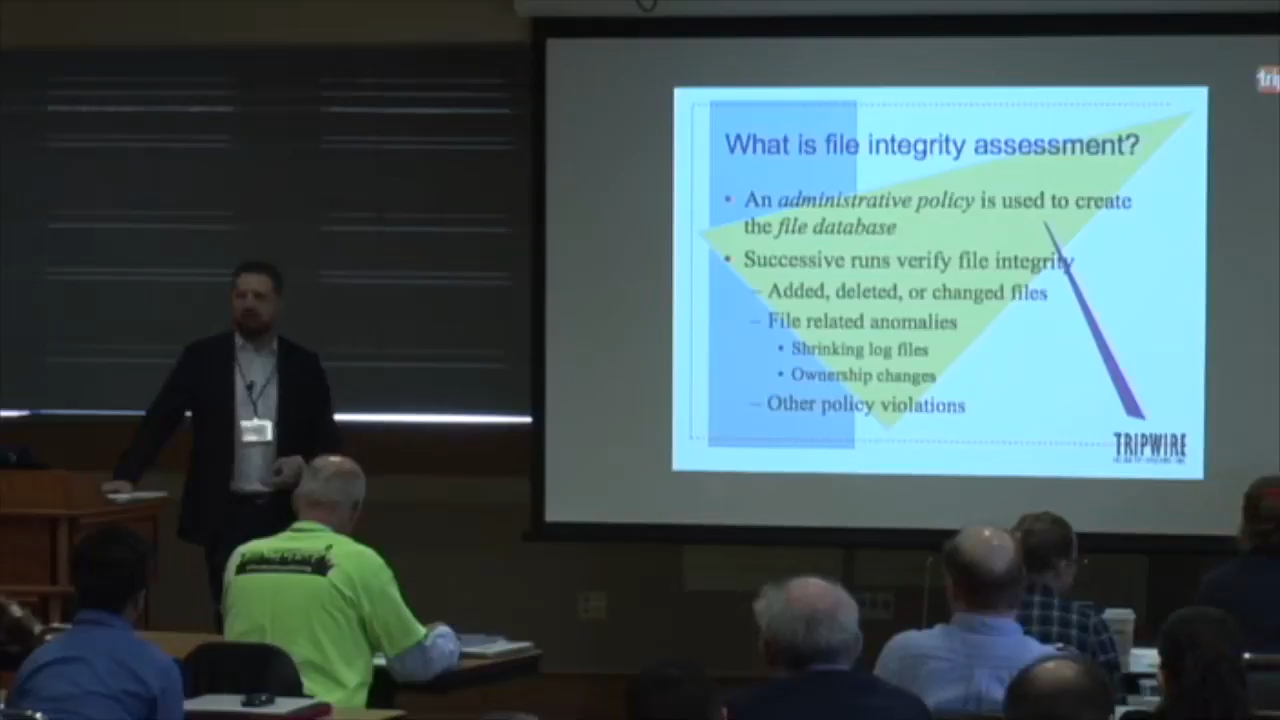 trip
What is file integrity assessment?
• An administrative policy is used to create
the file database
• Successive runs verify file integrity
– Added, deleted, or changed files
– File related anomalies
• Shrinking log files
• Ownership changes
– Other policy violations
TRIPWIRE